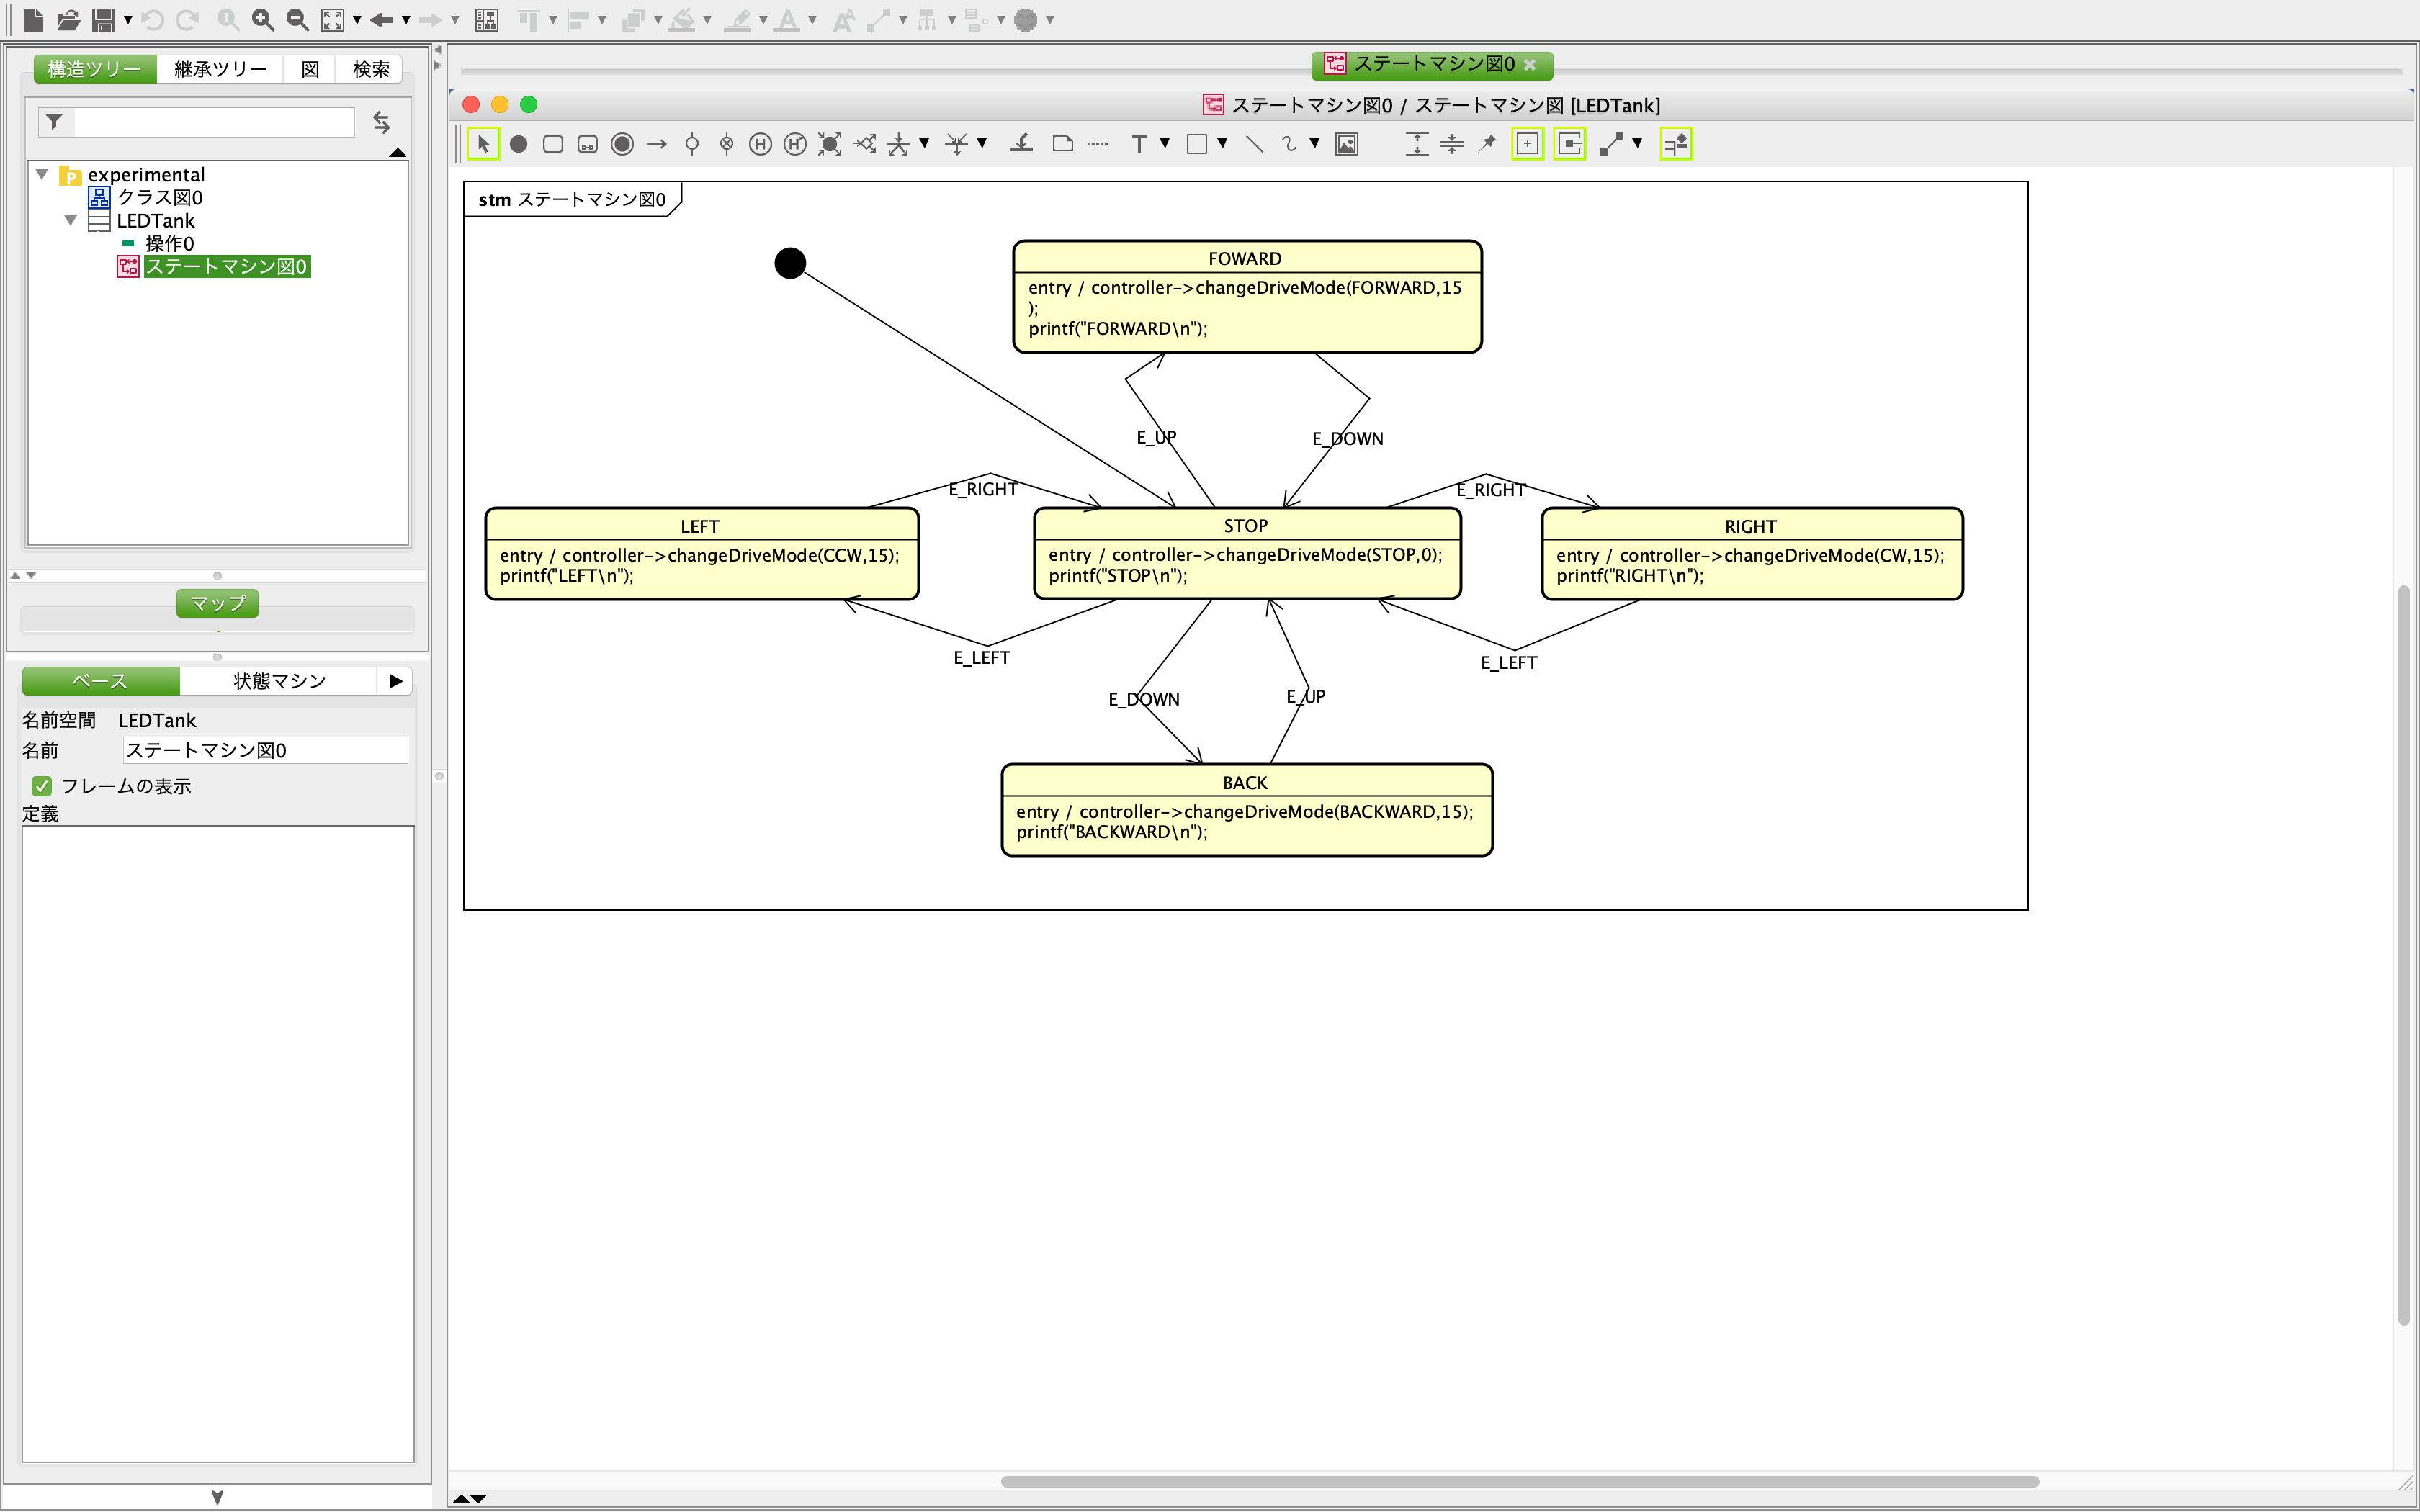 構造ツリー 継承ツリー 図 検索
experimental
クラス図0
LEDTank
操作0
ステートマシン図0
マップ
ベース 状態マシン
名前空間 LEDTank
名前 ステートマシン図0
フレームの表示
定義
ステートマシン図0
ステートマシン図0 / ステートマシン図 [LEDTank]
stm ステートマシン図0
FOWARD
entry / controller->changeDriveMode(FORWARD,15
);
printf("FORWARD\n");
E_UP
E_DOWN
E_RIGHT
E_RIGHT
LEFT
entry / controller->changeDriveMode(CCW,15);
printf("LEFT\n");
STOP
entry / controller->changeDriveMode(STOP,0);
printf("STOP\n");
RIGHT
entry / controller->changeDriveMode(CW,15);
printf("RIGHT\n");
E_LEFT
E_LEFT
E_DOWN
E_UP
BACK
entry / controller->changeDriveMode(BACKWARD,15);
printf("BACKWARD\n");